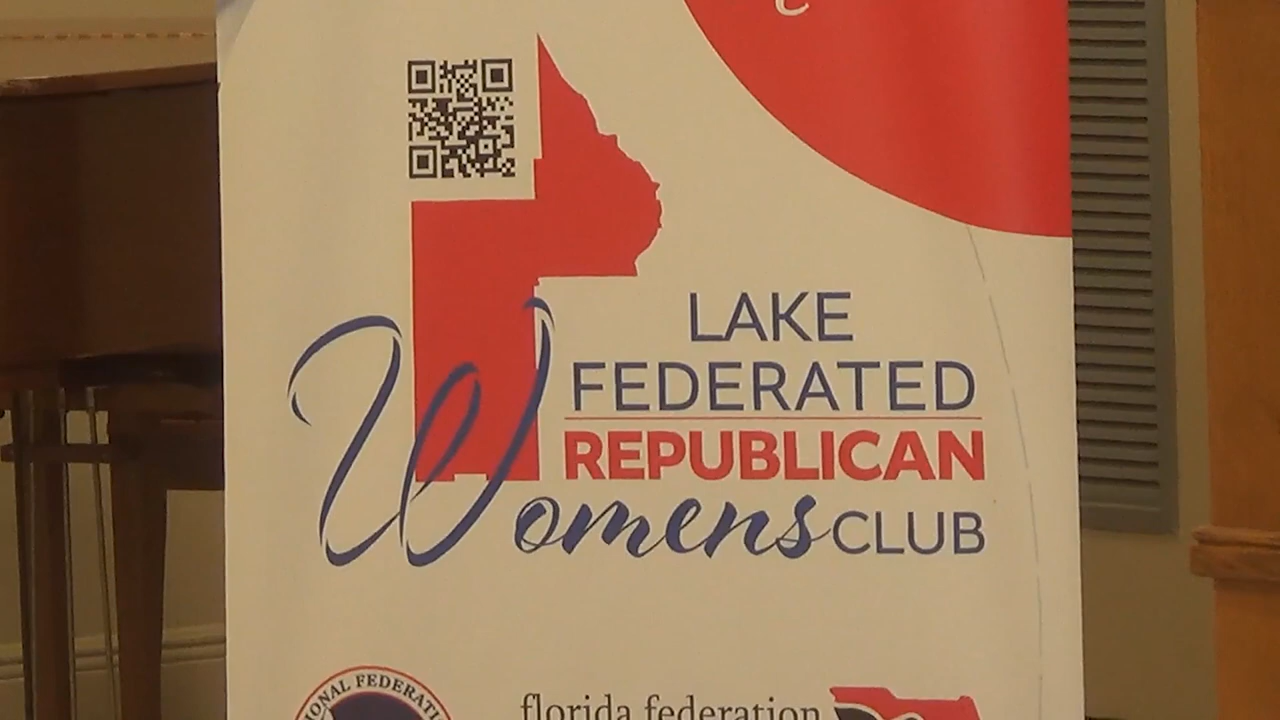 LAKE
FEDERATED
REPUBLICAN
Womens CLUB
florida federation